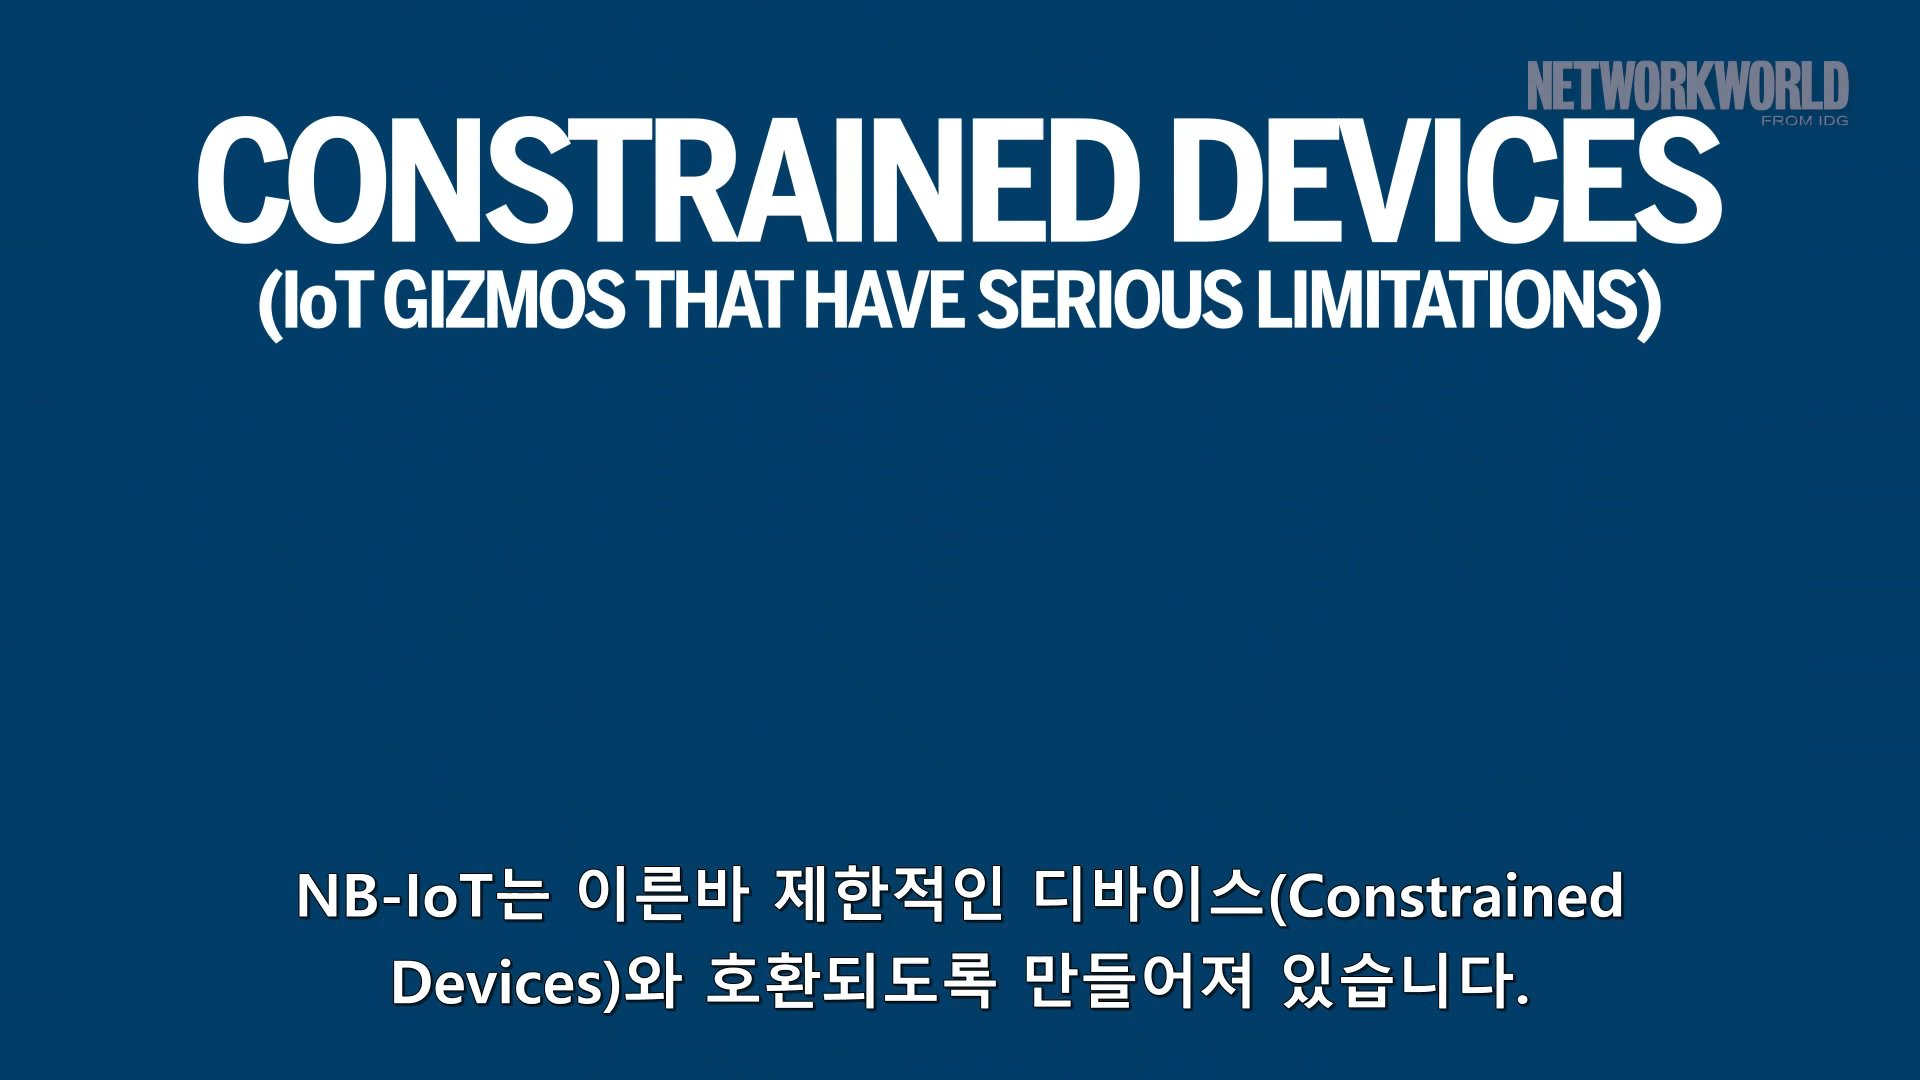 NETWORKWORLD
FROM IDG
CONSTRAINED DEVICES
(IoT GIZMOS THAT HAVE SERIOUS LIMITATIONS)
NB-IoT는 이른바 제한적인 디바이스(Constrained
Devices)와 호환되도록 만들어져 있습니다.